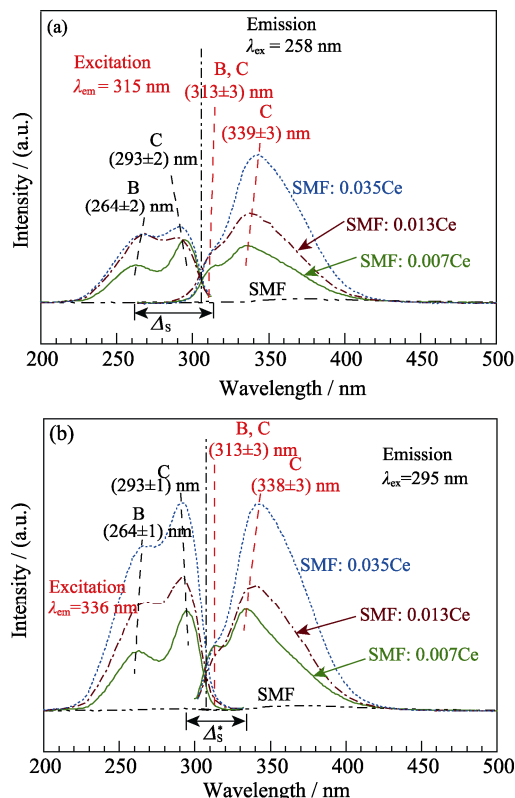 (a)
Emission
λex = 258 nm
Excitation
λem = 315 nm
B, C
(313±3) nm
C
(339±3) nm
C
(293±2) nm
B
(264±2) nm
SMF: 0.035Ce
SMF: 0.013Ce
SMF: 0.007Ce
SMF
ΔS
Intensity / (a.u.)
200 250 300 350 400 450 500
Wavelength / nm
(b)
B, C
(313±3) nm
Emission
λex=295 nm
C
(293±1) nm
C
(338±3) nm
B
(264±1) nm
SMF: 0.035Ce
Excitation
λem=336 nm
SMF: 0.013Ce
SMF: 0.007Ce
SMF
Δ*S
Intensity / (a.u.)
200 250 300 350 400 450 500
Wavelength / nm